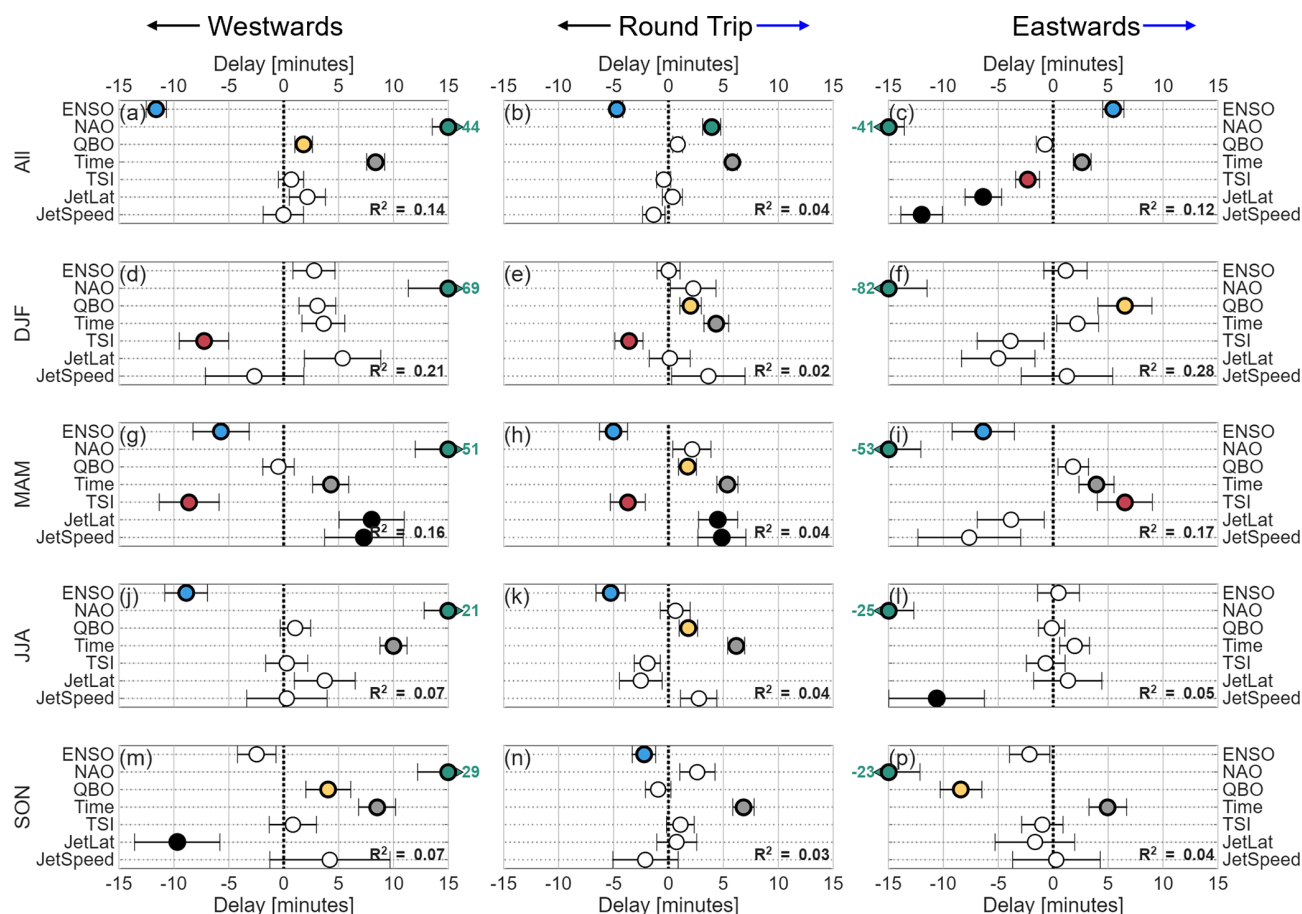 Westwards Round Trip Eastwards
Delay [minutes] Delay [minutes] Delay [minutes]
-15 -10 -5 0 5 10 15 -15 -10 -5 0 5 10 15 -15 -10 -5 0 5 10 15
All
(a) (b) (c)
ENSO ENSO
NAO 44 -41 NAO
QBO QBO
Time Time
TSI TSI
JetLat JetLat
JetSpeed R² = 0.14 R² = 0.04 R² = 0.12 JetSpeed
DJF
(d) (e) (f)
ENSO ENSO
NAO 69 -82 NAO
QBO QBO
Time Time
TSI TSI
JetLat JetLat
JetSpeed R² = 0.21 R² = 0.02 R² = 0.28 JetSpeed
MAM
(g) (h) (i)
ENSO ENSO
NAO 51 -53 NAO
QBO QBO
Time Time
TSI TSI
JetLat JetLat
JetSpeed R² = 0.16 R² = 0.04 R² = 0.17 JetSpeed
JJA
(j) (k) (l)
ENSO ENSO
NAO 21 -25 NAO
QBO QBO
Time Time
TSI TSI
JetLat JetLat
JetSpeed R² = 0.07 R² = 0.04 R² = 0.05 JetSpeed
SON
(m) (n) (p)
ENSO ENSO
NAO 29 -23 NAO
QBO QBO
Time Time
TSI TSI
JetLat JetLat
JetSpeed R² = 0.07 R² = 0.03 R² = 0.04 JetSpeed
-15 -10 -5 0 5 10 15 -15 -10 -5 0 5 10 15 -15 -10 -5 0 5 10 15
Delay [minutes] Delay [minutes] Delay [minutes]